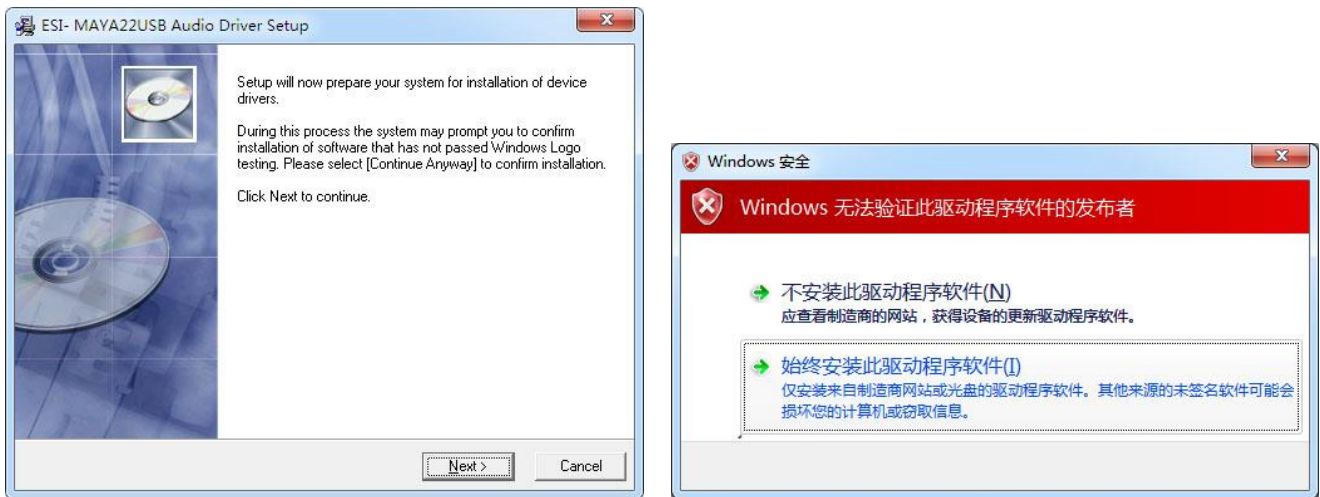 ESI- MAYA22USB Audio Driver Setup
Setup will now prepare your system for installation of device
drivers.
During this process the system may prompt you to confirm
installation of software that has not passed Windows Logo
testing. Please select [Continue Anyway] to confirm installation.
Click Next to continue.
Next >
Cancel
Windows 安全
Windows 无法验证此驱动程序软件的发布者
不安装此驱动程序软件(N)
应查看制造商的网站，获得设备的更新驱动程序软件。
始终安装此驱动程序软件(I)
仅安装来自制造商网站或光盘的驱动程序软件。其他来源的未签名软件可能会
损坏您的计算机或窃取信息。